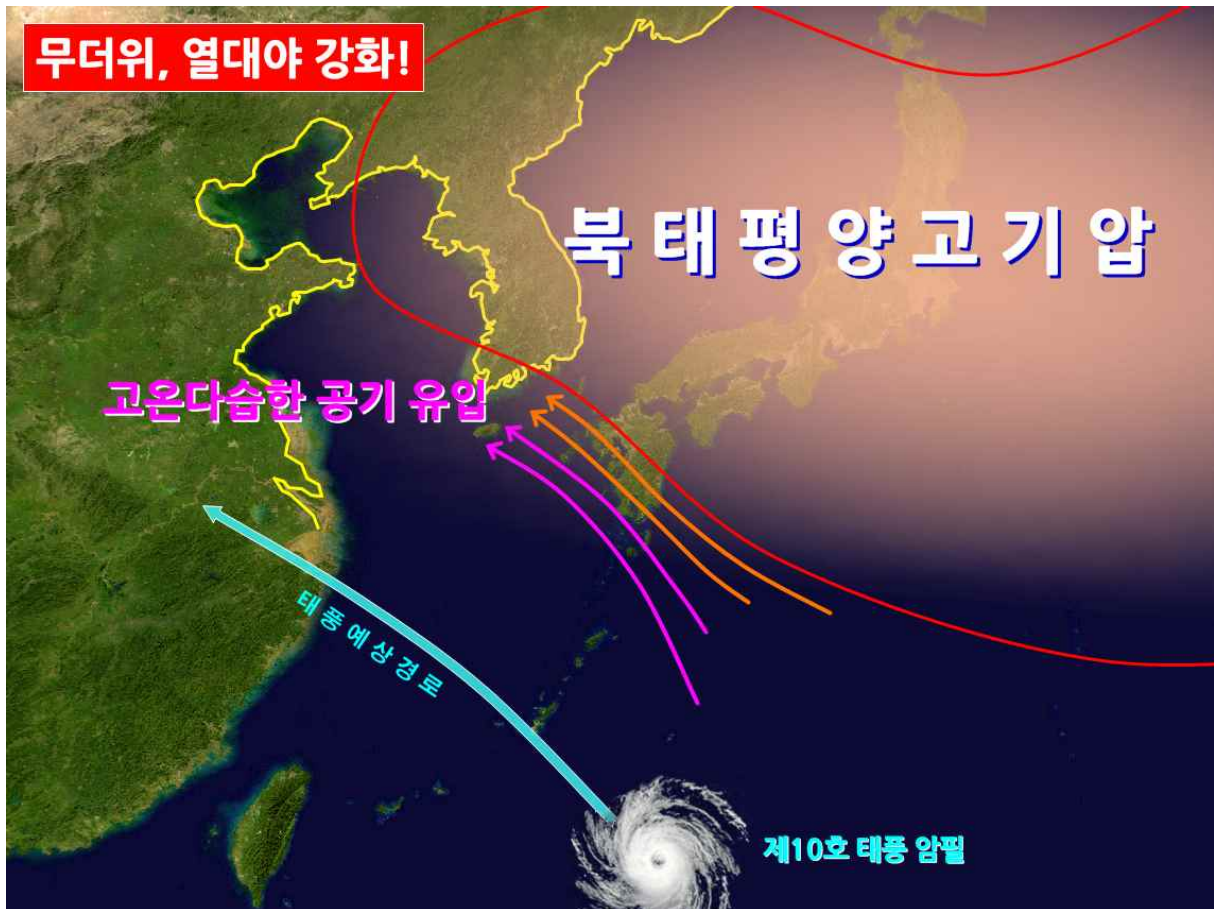 무더위, 열대야 강화!
북태평양고기압
고온다습한 공기 유입
태풍예상경로
제10호 태풍 암필